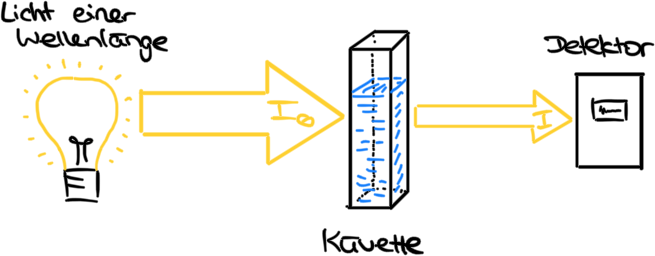 Licht einer
Wellenlänge
Detektor
I₀
I
Küvette